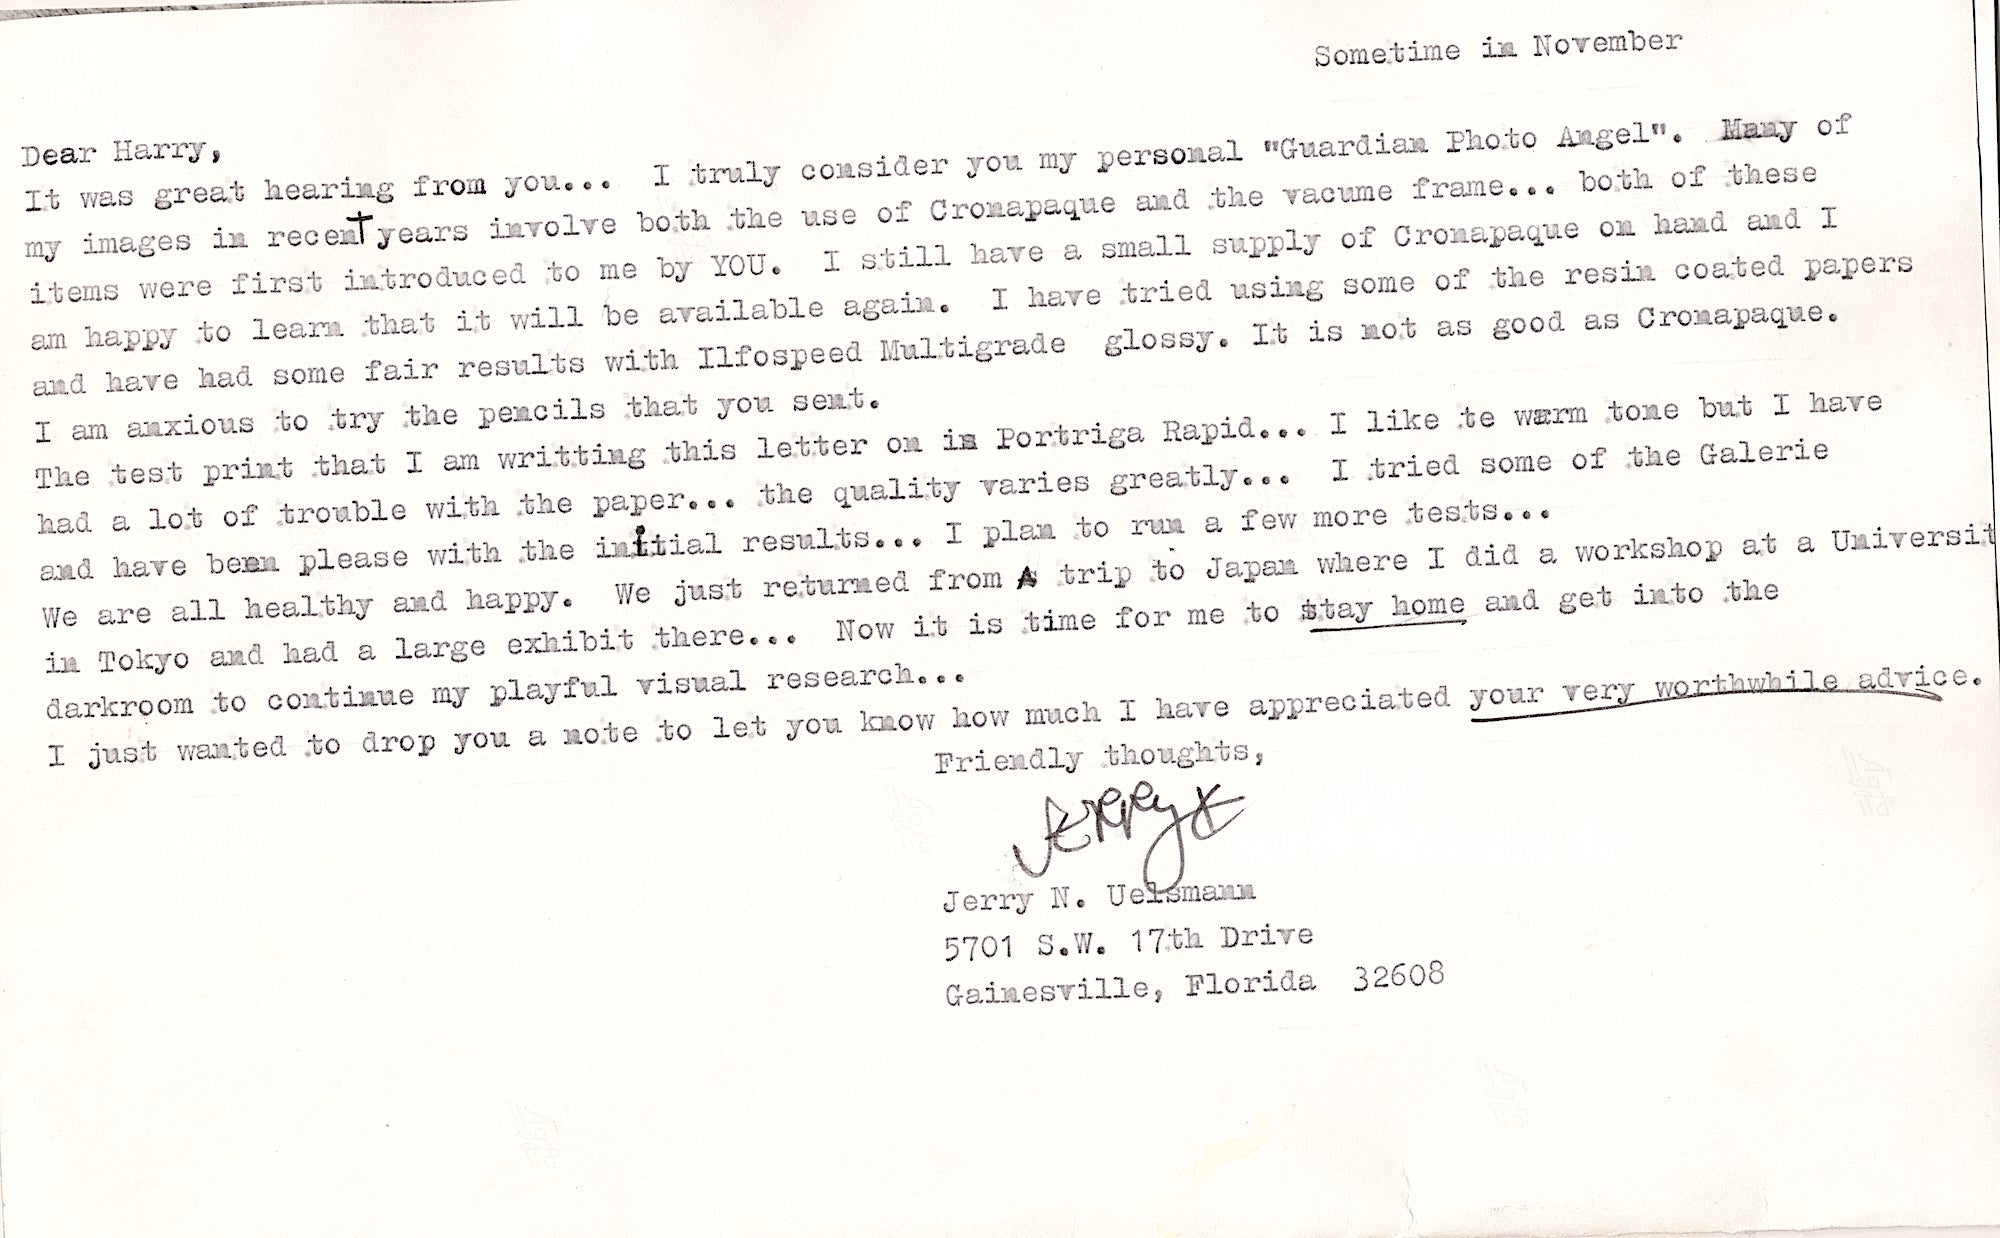 Sometime in November
Dear Harry,
It was great hearing from you... I truly consider you my personal "Guardian Photo Angel". Many of
my images in recent years involve both the use of Cronapaque and the vacume frame... both of these
items were first introduced to me by YOU. I still have a small supply of Cronapaque on hand and I
am happy to learn that it will be available again. I have tried using some of the resin coated papers
and have had some fair results with Ilfospeed Multigrade glossy. It is not as good as Cronapaque.
I am anxious to try the pencils that you sent.
The test print that I am writting this letter on is Portriga Rapid... I like te warm tone but I have
had a lot of trouble with the paper... the quality varies greatly... I tried some of the Galerie
and have been please with the initial results... I plan to run a few more tests...
We are all healthy and happy. We just returned from A trip to Japan where I did a workshop at a Universit
in Tokyo and had a large exhibit there... Now it is time for me to stay home and get into the
darkroom to continue my playful visual research...
I just wanted to drop you a note to let you know how much I have appreciated your very worthwhile advice.
Friendly thoughts,
Jerry
Jerry N. Uelsmann
5701 S.W. 17th Drive
Gainesville, Florida 32608